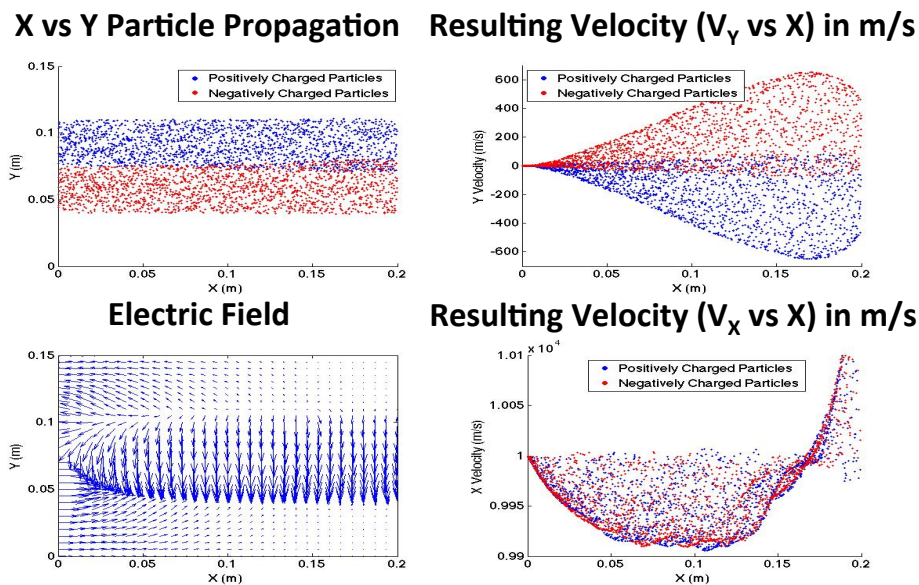 X vs Y Particle Propagation
Resulting Velocity (VY vs X) in m/s
0.15
0.1
0.05
0
Y (m)
Positively Charged Particles
Negatively Charged Particles
0
0.05
0.1
0.15
0.2
X (m)
600
400
200
0
-200
-400
-600
Y Velocity (m/s)
Positively Charged Particles
Negatively Charged Particles
0
0.05
0.1
0.15
0.2
X (m)
Electric Field
Resulting Velocity (VX vs X) in m/s
0.15
0.1
0.05
0
Y (m)
0
0.05
0.1
0.15
0.2
X (m)
x 10^4
1.01
1.005
1
0.995
0.99
X Velocity (m/s)
Positively Charged Particles
Negatively Charged Particles
0
0.05
0.1
0.15
0.2
X (m)